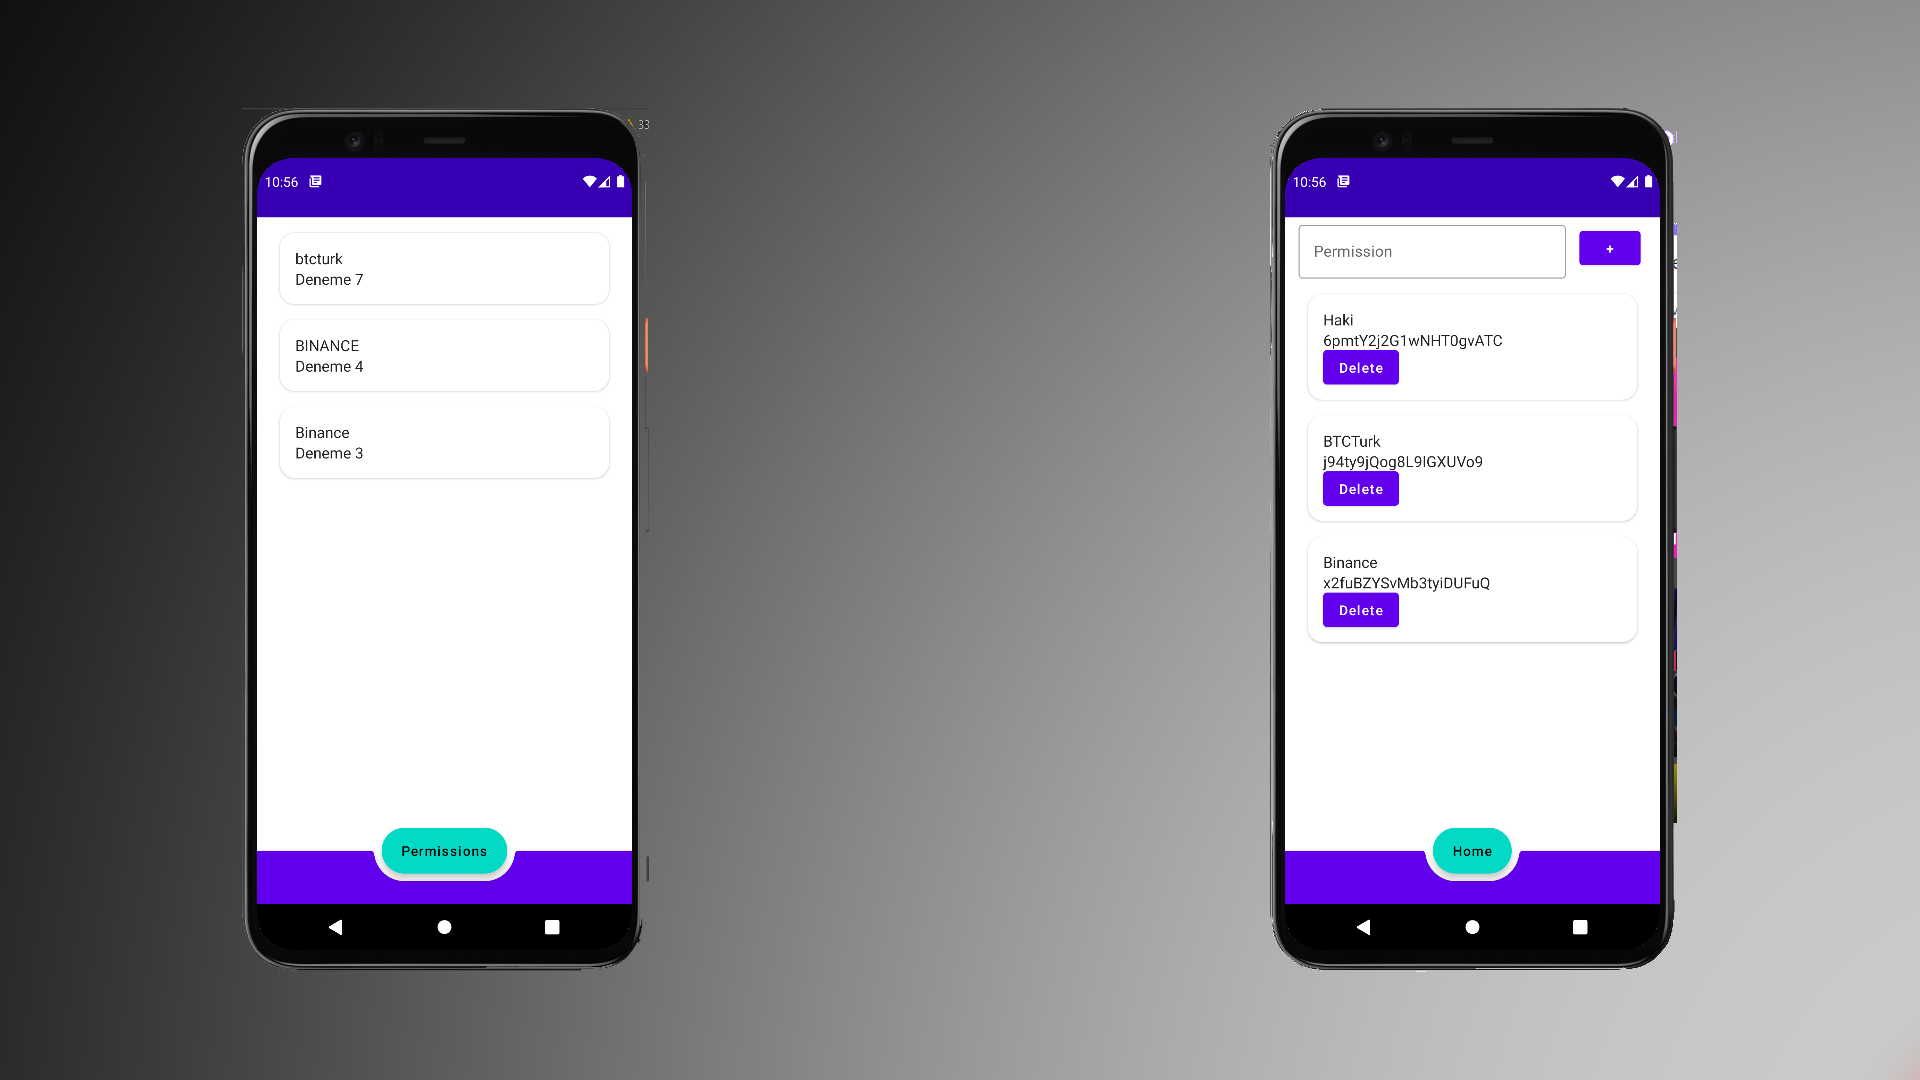 33
10:56
btcturk
Deneme 7
BINANCE
Deneme 4
Binance
Deneme 3
Permissions
10:56
Permission
+
Haki
6pmtY2j2G1wNHT0gvATC
Delete
BTCTurk
j94ty9jQog8L9lGXUVo9
Delete
Binance
x2fuBZYSvMb3tyiDUFuQ
Delete
Home